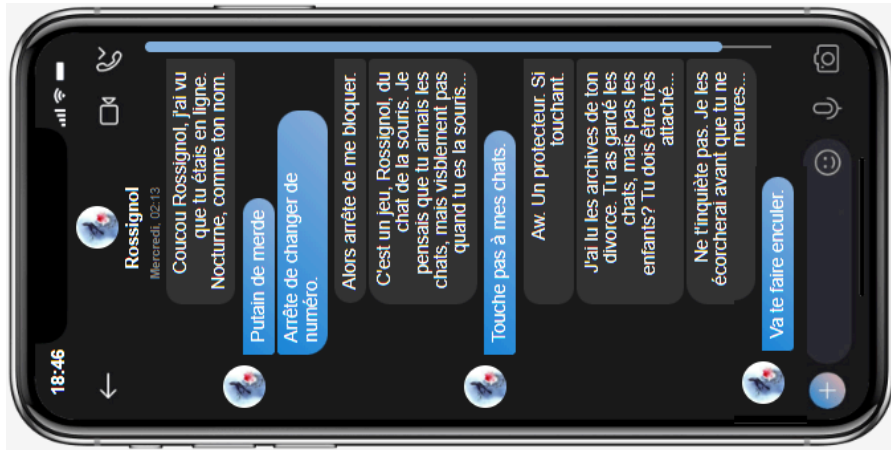 18:46
Rossignol
Mercredi, 02:13
Coucou Rossignol, j'ai vu
que tu étais en ligne.
Nocturne, comme ton nom.
Putain de merde
Arrête de changer de
numéro.
Alors arrête de me bloquer.
C'est un jeu, Rossignol, du
chat de la souris. Je
pensais que tu aimais les
chats, mais visblement pas
quand tu es la souris...
Touche pas à mes chats.
Aw. Un protecteur. Si
touchant.
J'ai lu les archives de ton
divorce. Tu as gardé les
chats, mais pas les
enfants? Tu dois être très
attaché...
Ne t'inquiète pas. Je les
écorcherai avant que tu ne
meures...
Va te faire enculer.